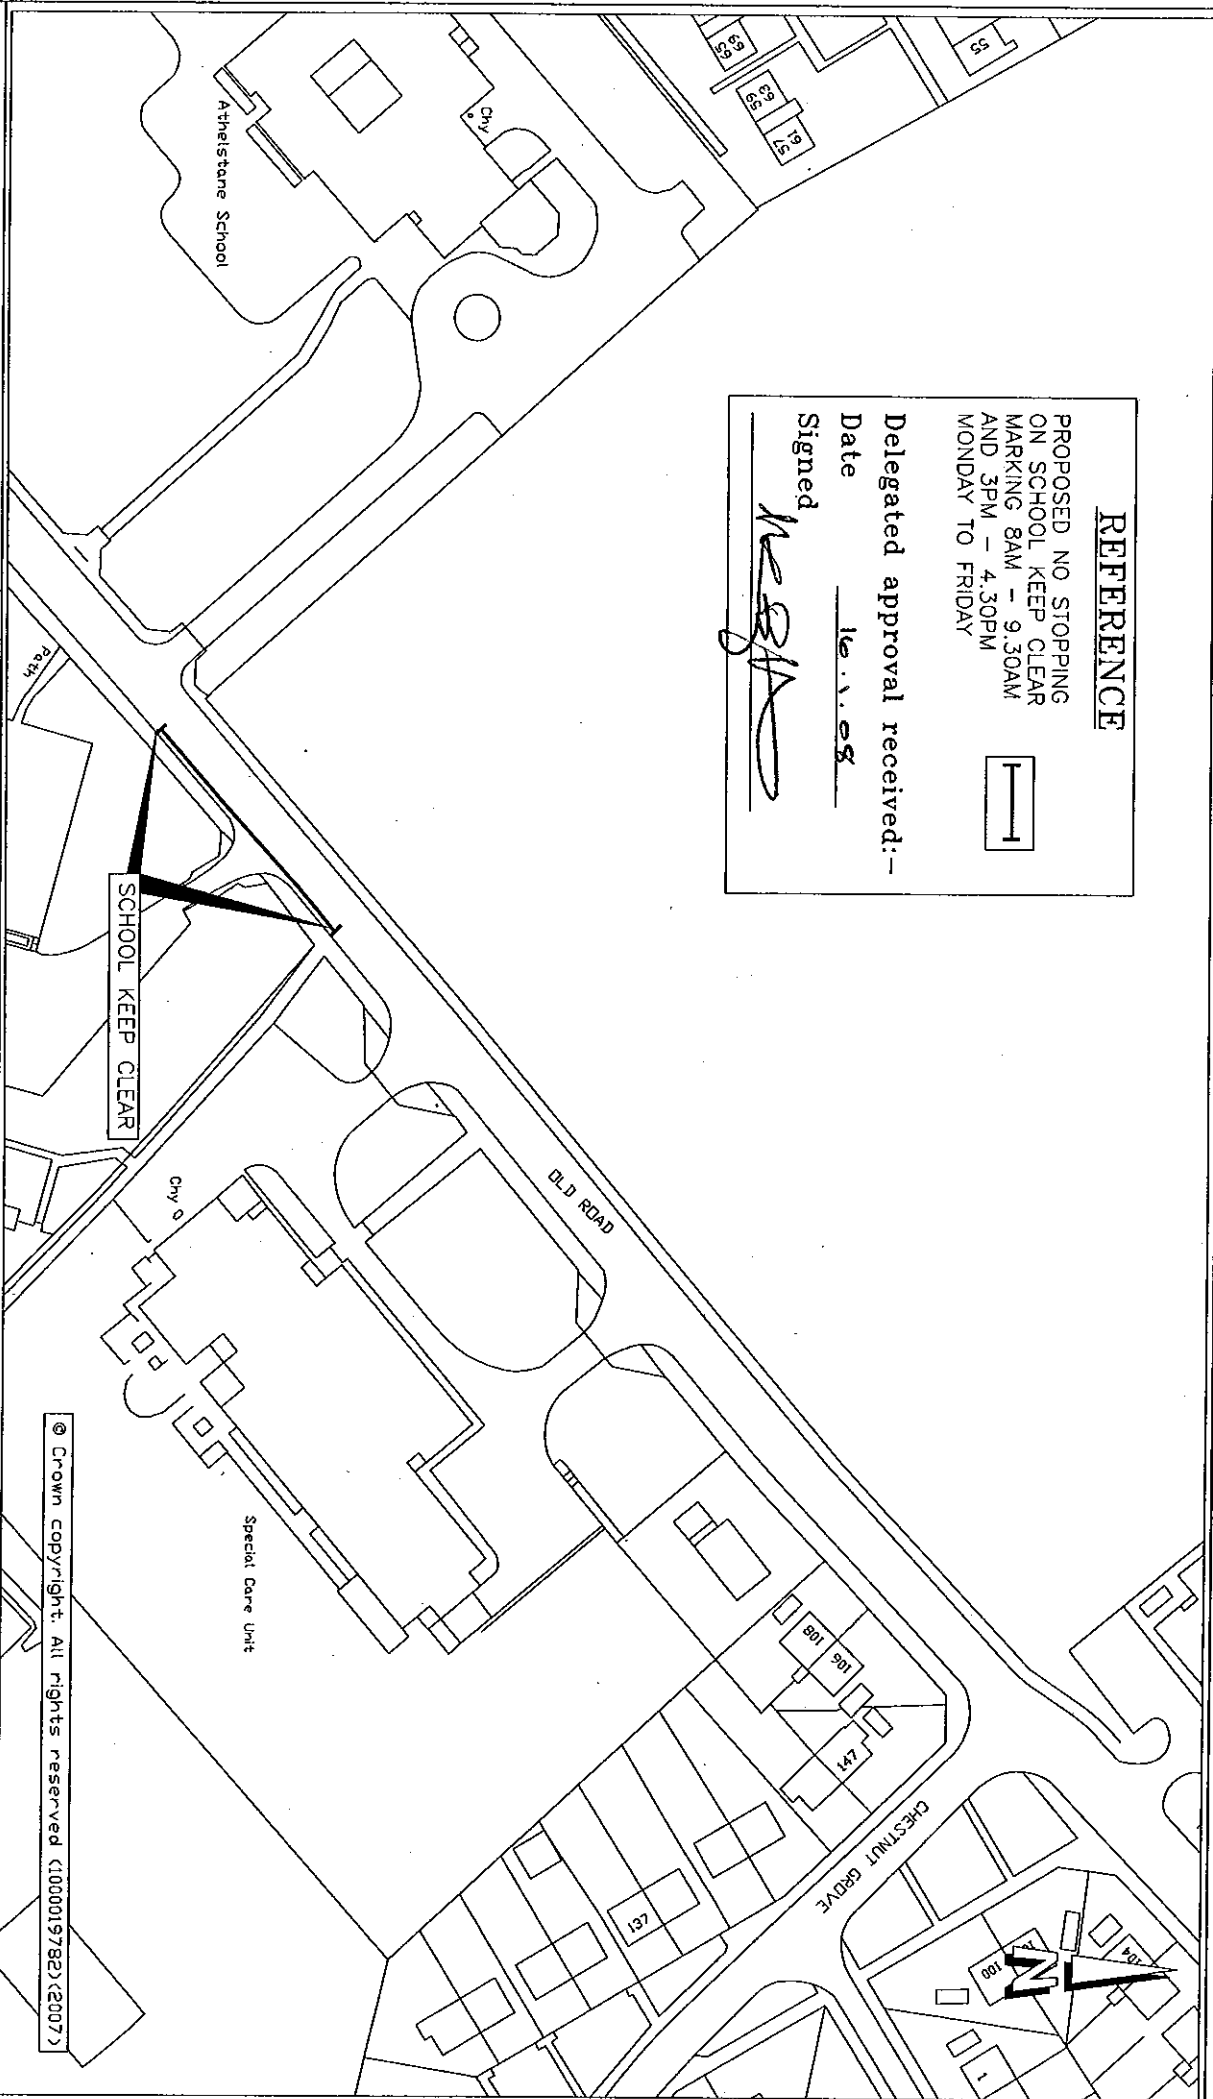 REFERENCE
PROPOSED NO STOPPING
ON SCHOOL KEEP CLEAR
MARKING 8AM - 9.30AM
AND 3PM - 4.30PM
MONDAY TO FRIDAY
Delegated approval received:-
Date 16.1.08
Signed
55
69
65
63
59
61
57
Chy
Athelstane School
Path
SCHOOL KEEP CLEAR
OLD ROAD
Chy
Special Care Unit
108
106
147
137
CHESTNUT GROVE
104
100
N
1
© Crown copyright. All rights reserved (100019782)(2007)